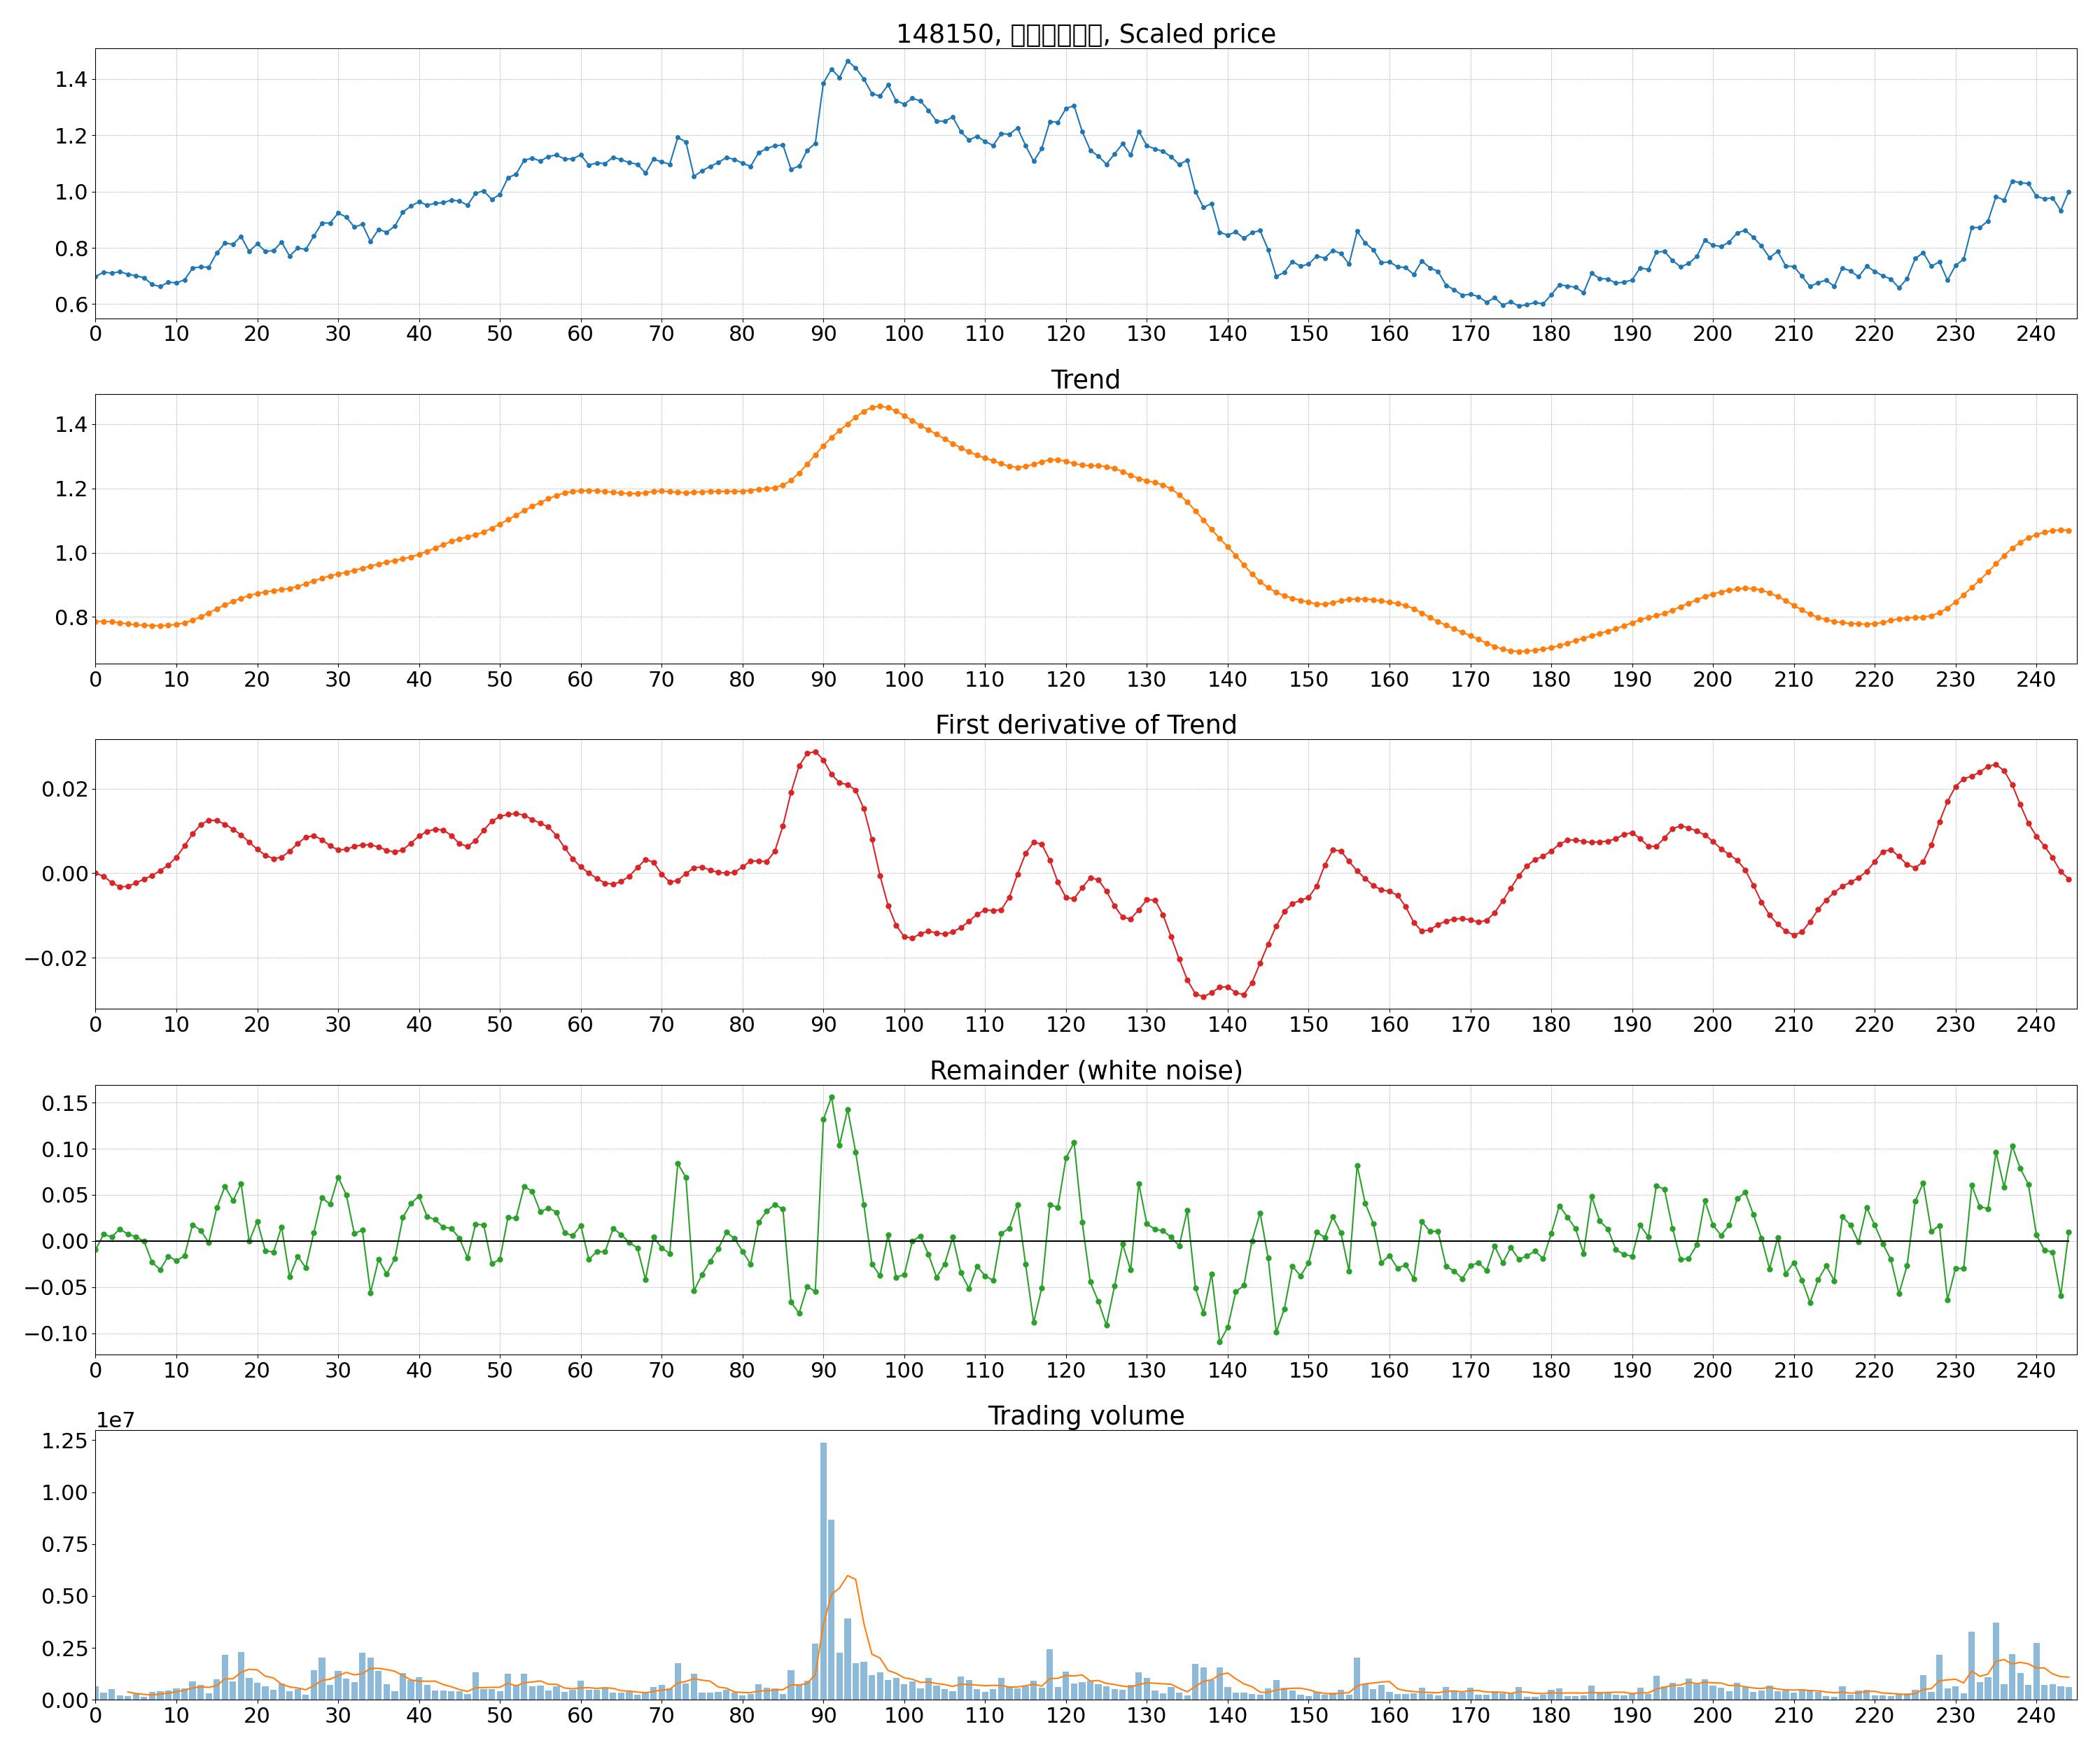 148150, □□□□□□, Scaled price
1.4
1.2
1.0
0.8
0.6
0 10 20 30 40 50 60 70 80 90 100 110 120 130 140 150 160 170 180 190 200 210 220 230 240
Trend
1.4
1.2
1.0
0.8
0 10 20 30 40 50 60 70 80 90 100 110 120 130 140 150 160 170 180 190 200 210 220 230 240
First derivative of Trend
0.02
0.00
−0.02
0 10 20 30 40 50 60 70 80 90 100 110 120 130 140 150 160 170 180 190 200 210 220 230 240
Remainder (white noise)
0.15
0.10
0.05
0.00
−0.05
−0.10
0 10 20 30 40 50 60 70 80 90 100 110 120 130 140 150 160 170 180 190 200 210 220 230 240
Trading volume
1e7
1.25
1.00
0.75
0.50
0.25
0.00
0 10 20 30 40 50 60 70 80 90 100 110 120 130 140 150 160 170 180 190 200 210 220 230 240